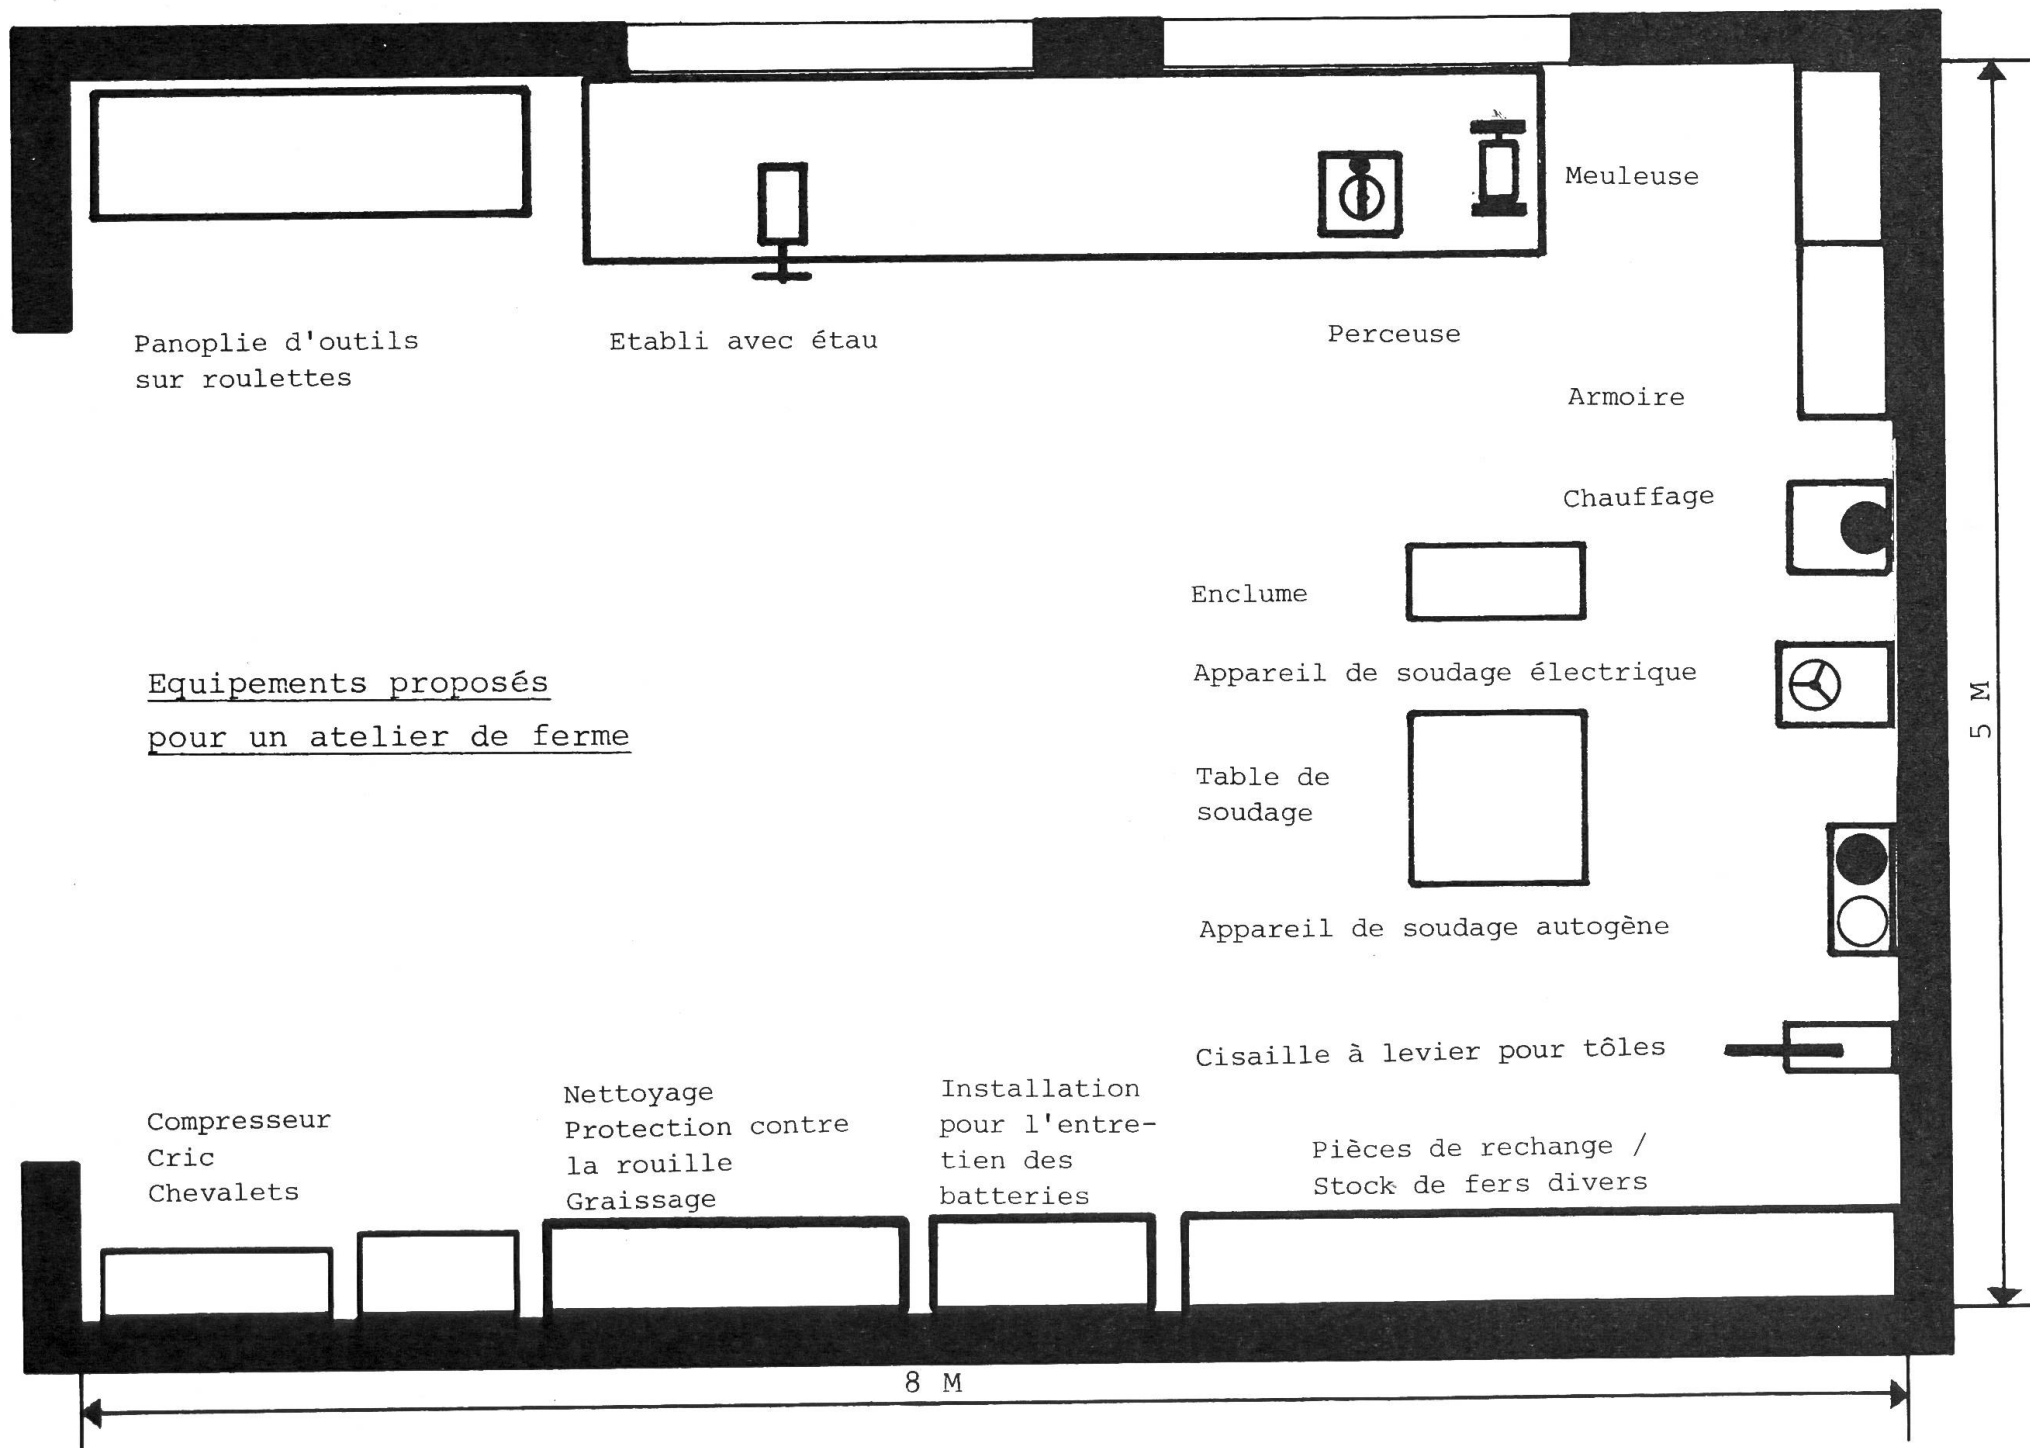 Meuleuse
Panoplie d'outils
sur roulettes
Etabli avec étau
Perceuse
Armoire
Chauffage
Enclume
Appareil de soudage électrique
Equipements proposés
pour un atelier de ferme
5 M
Table de
soudage
Appareil de soudage autogène
Cisaille à levier pour tôles
Compresseur
Cric
Chevalets
Nettoyage
Protection contre
la rouille
Graissage
Installation
pour l'entre-
tien des
batteries
Pièces de rechange /
Stock de fers divers
8 M